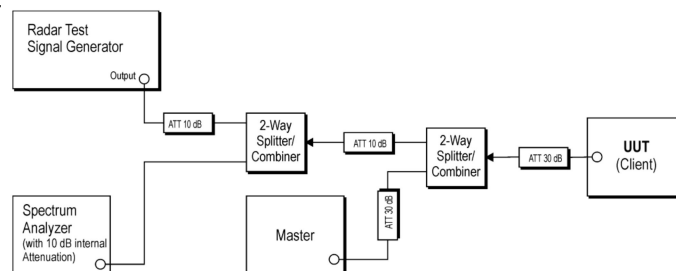 Radar Test
Signal Generator
Output
ATT 10 dB
2-Way
Splitter/
Combiner
ATT 10 dB
2-Way
Splitter/
Combiner
ATT 30 dB
UUT
(Client)
Spectrum
Analyzer
(with 10 dB internal
Attenuation)
Master
ATT 30 dB